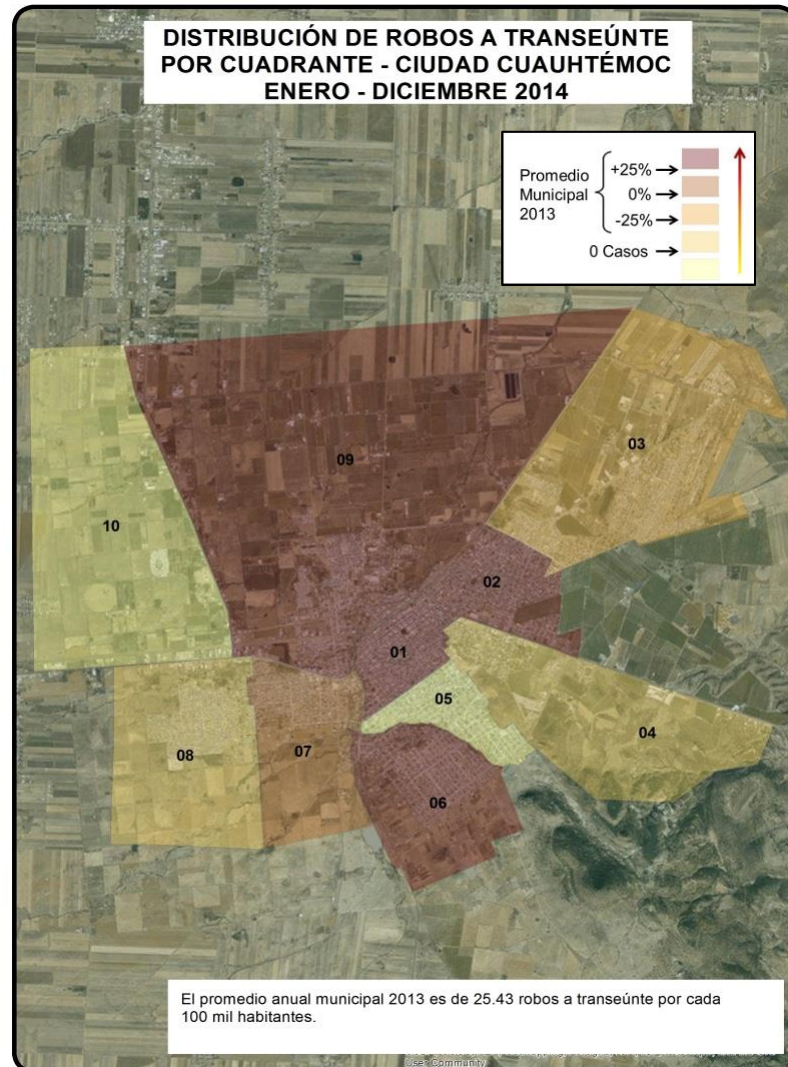 DISTRIBUCIÓN DE ROBOS A TRANSEÚNTE
POR CUADRANTE - CIUDAD CUAUHTÉMOC
ENERO - DICIEMBRE 2014
Promedio
Municipal
2013
+25%
0%
-25%
0 Casos
03
09
10
02
01
05
04
08
07
06
El promedio anual municipal 2013 es de 25.43 robos a transeúnte por cada
100 mil habitantes.
User Community